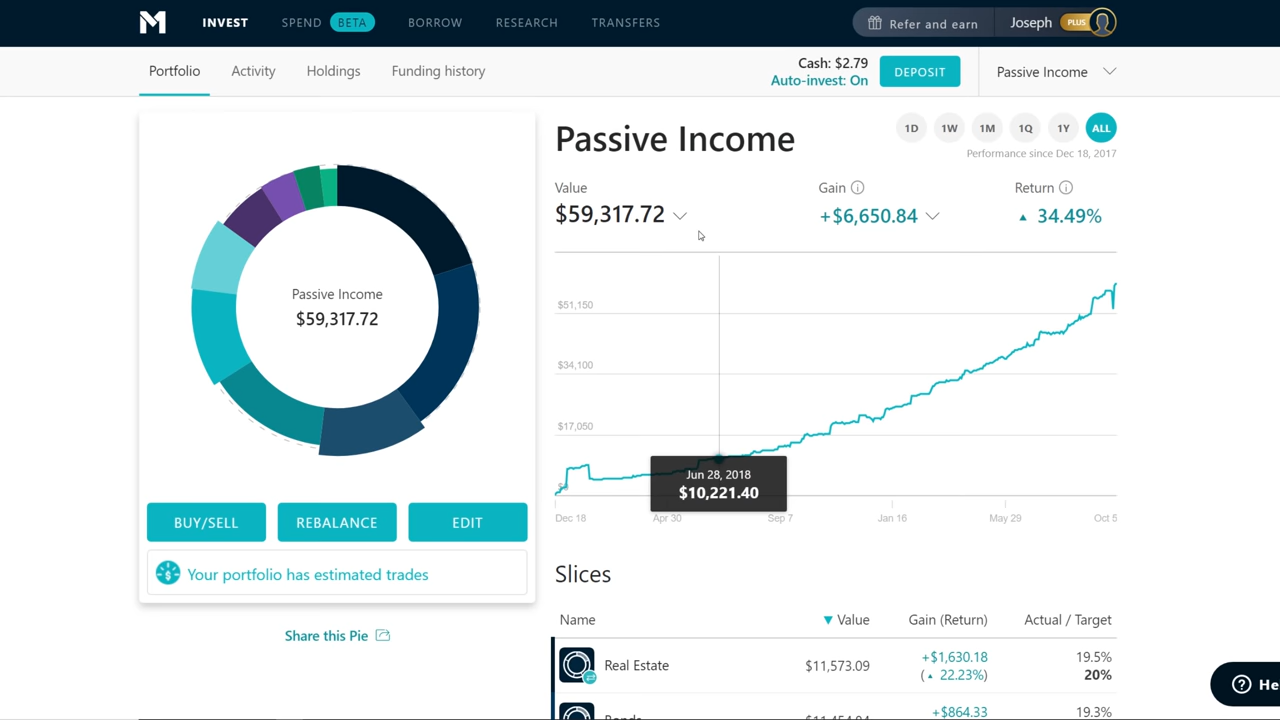 INVEST SPEND BETA BORROW RESEARCH TRANSFERS Refer and earn Joseph PLUS
Portfolio Activity Holdings Funding history Cash: $2.79 DEPOSIT Passive Income
Auto-invest: On
Passive Income
$59,317.72
BUY/SELL REBALANCE EDIT
Your portfolio has estimated trades
Share this Pie
Passive Income 1D 1W 1M 1Q 1Y ALL
Performance since Dec 18, 2017
Value Gain Return
$59,317.72 +$6,650.84 34.49%
$51,150
$34,100
$17,050
Jun 28, 2018
$10,221.40
Dec 18 Apr 30 Sep 7 Jan 16 May 29 Oct 5
Slices
Name Value Gain (Return) Actual / Target
Real Estate $11,573.09 +$1,630.18 19.5%
(▲ 22.23%) 20%
+$864.33 19.3%
He